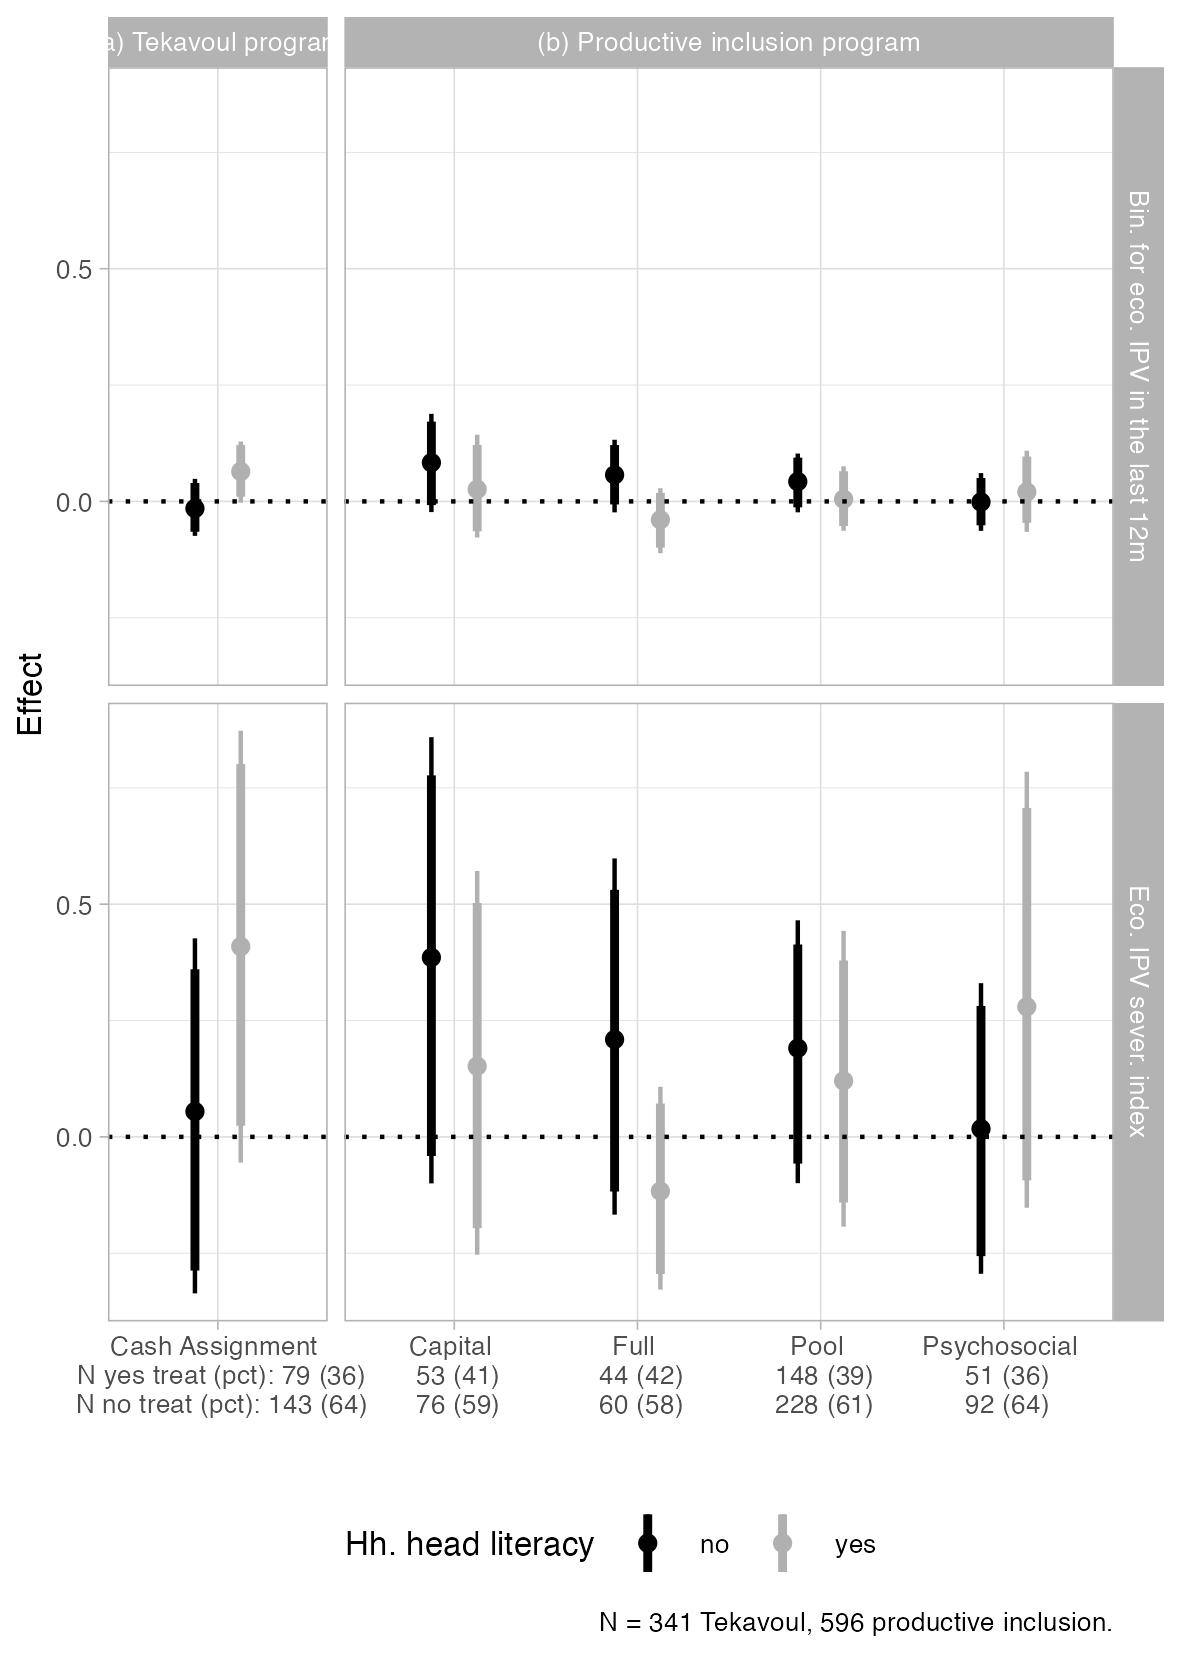 a) Tekavoul program
(b) Productive inclusion program
Bin. for eco. IPV in the last 12m
Eco. IPV sever. index
Effect
0.5
0.0
0.5
0.0
Cash Assignment Capital Full Pool Psychosocial
N yes treat (pct): 79 (36) 53 (41) 44 (42) 148 (39) 51 (36)
N no treat (pct): 143 (64) 76 (59) 60 (58) 228 (61) 92 (64)
Hh. head literacy no yes
N = 341 Tekavoul, 596 productive inclusion.